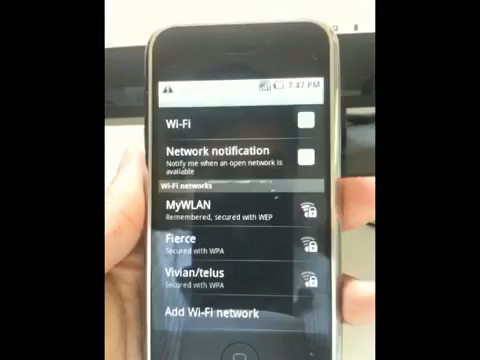 7:47 PM
Wi-Fi
Network notification
Notify me when an open network is
available
Wi-Fi networks
MyWLAN
Remembered, secured with WEP
Fierce
Secured with WPA
Vivian/telus
Secured with WPA
Add Wi-Fi network